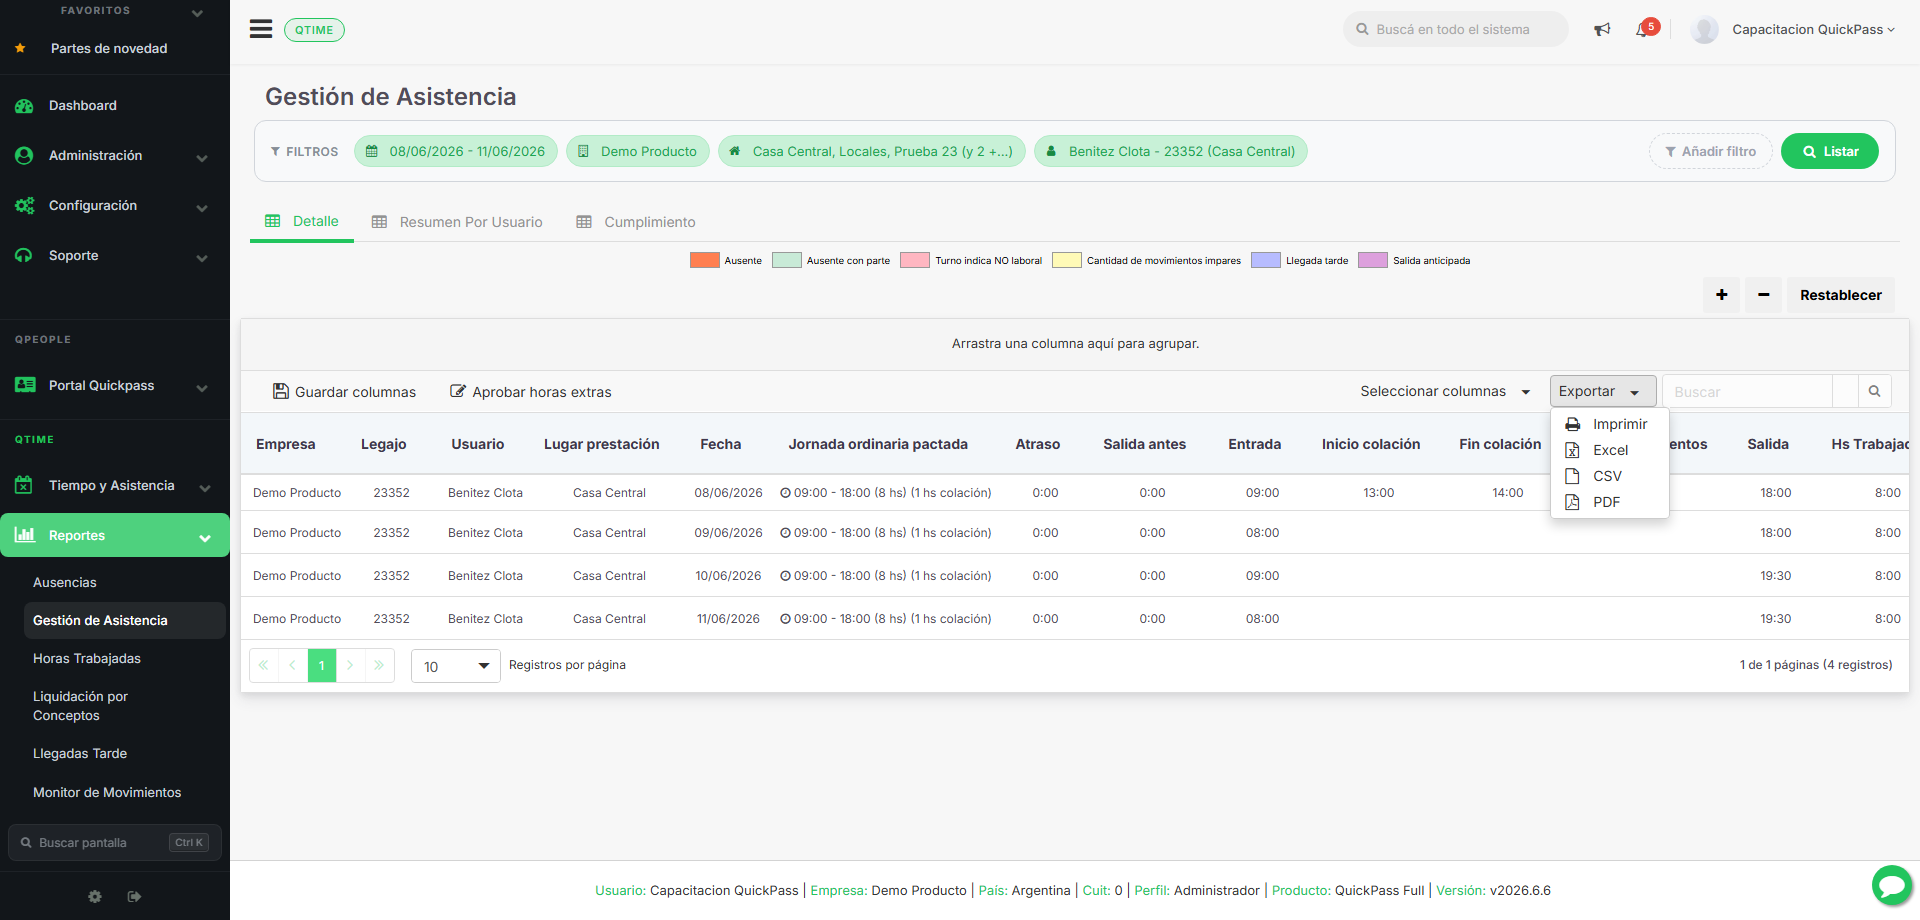 FAVORITOS
Partes de novedad
Dashboard
Administración
Configuración
Soporte
QPEOPLE
Portal Quickpass
QTIME
Tiempo y Asistencia
Reportes
Ausencias
Gestión de Asistencia
Horas Trabajadas
Liquidación por
Conceptos
Llegadas Tarde
Monitor de Movimientos
Buscar pantalla Ctrl K
QTIME
Buscá en todo el sistema
5
Capacitacion QuickPass
Gestión de Asistencia
FILTROS 08/06/2026 - 11/06/2026 Demo Producto Casa Central, Locales, Prueba 23 (y 2 +...) Benitez Clota - 23352 (Casa Central) Añadir filtro Listar
Detalle Resumen Por Usuario Cumplimiento
Ausente Ausente con parte Turno indica NO laboral Cantidad de movimientos impares Llegada tarde Salida anticipada
+ − Restablecer
Arrastra una columna aquí para agrupar.
Guardar columnas Aprobar horas extras Seleccionar columnas Exportar Buscar
Imprimir
Excel
CSV
PDF
Empresa Legajo Usuario Lugar prestación Fecha Jornada ordinaria pactada Atraso Salida antes Entrada Inicio colación Fin colación entos Salida Hs Trabajad
Demo Producto 23352 Benitez Clota Casa Central 08/06/2026 09:00 - 18:00 (8 hs) (1 hs colación) 0:00 0:00 09:00 13:00 14:00 18:00 8:00
Demo Producto 23352 Benitez Clota Casa Central 09/06/2026 09:00 - 18:00 (8 hs) (1 hs colación) 0:00 0:00 08:00 18:00 8:00
Demo Producto 23352 Benitez Clota Casa Central 10/06/2026 09:00 - 18:00 (8 hs) (1 hs colación) 0:00 0:00 09:00 19:30 8:00
Demo Producto 23352 Benitez Clota Casa Central 11/06/2026 09:00 - 18:00 (8 hs) (1 hs colación) 0:00 0:00 08:00 19:30 8:00
« ‹ 1 › » 10 Registros por página 1 de 1 páginas (4 registros)
Usuario: Capacitacion QuickPass | Empresa: Demo Producto | País: Argentina | Cuit: 0 | Perfil: Administrador | Producto: QuickPass Full | Versión: v2026.6.6